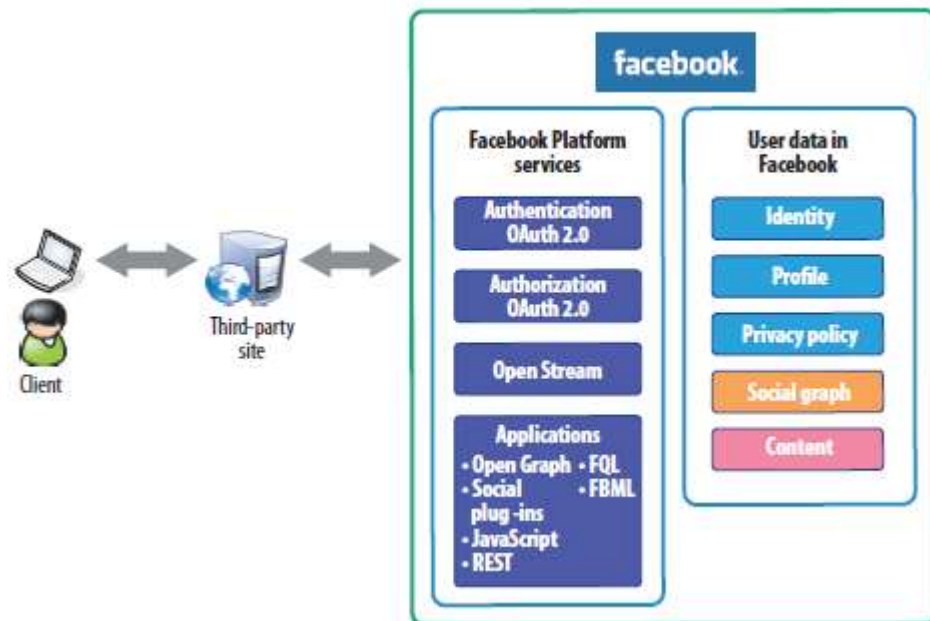 facebook
Facebook Platform
services
Authentication
OAuth 2.0
Authorization
OAuth 2.0
Open Stream
Applications
• Open Graph • FQL
• Social • FBML
plug -ins
• JavaScript
• REST
User data in
Facebook
Identity
Profile
Privacy policy
Social graph
Content
Third-party
site
Client